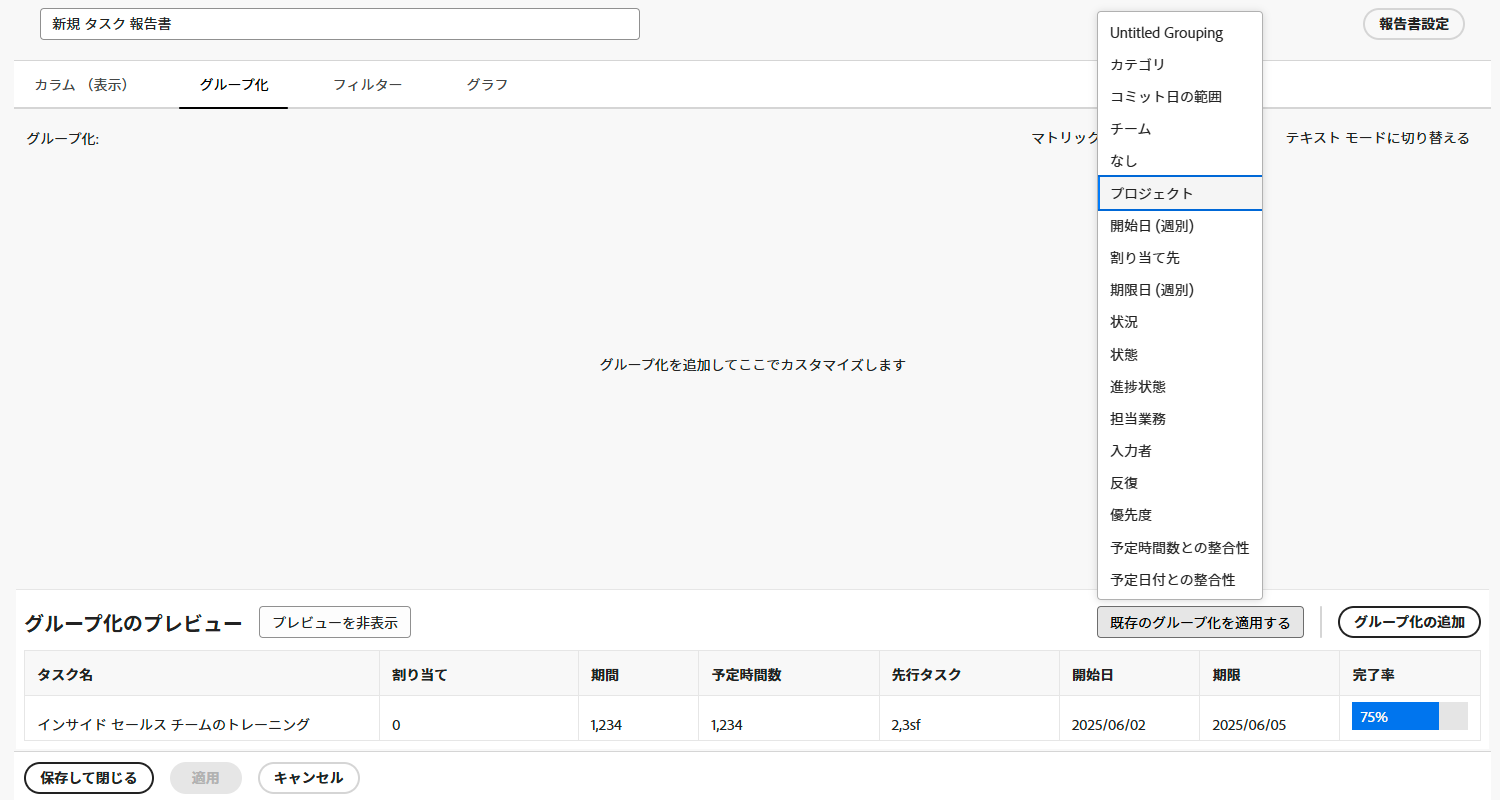 新規 タスク 報告書
報告書設定
カラム （表示）
グループ化
フィルター
グラフ
グループ化:
マトリック
テキスト モードに切り替える
Untitled Grouping
カテゴリ
コミット日の範囲
チーム
なし
プロジェクト
開始日 (週別)
割り当て先
期限日 (週別)
状況
状態
進捗状態
担当業務
入力者
反復
優先度
予定時間数との整合性
予定日付との整合性
グループ化を追加してここでカスタマイズします
グループ化のプレビュー
プレビューを非表示
既存のグループ化を適用する
グループ化の追加
タスク名 割り当て 期間 予定時間数 先行タスク 開始日 期限 完了率
インサイド セールス チームのトレーニング 0 1,234 1,234 2,3sf 2025/06/02 2025/06/05 75%
保存して閉じる
適用
キャンセル